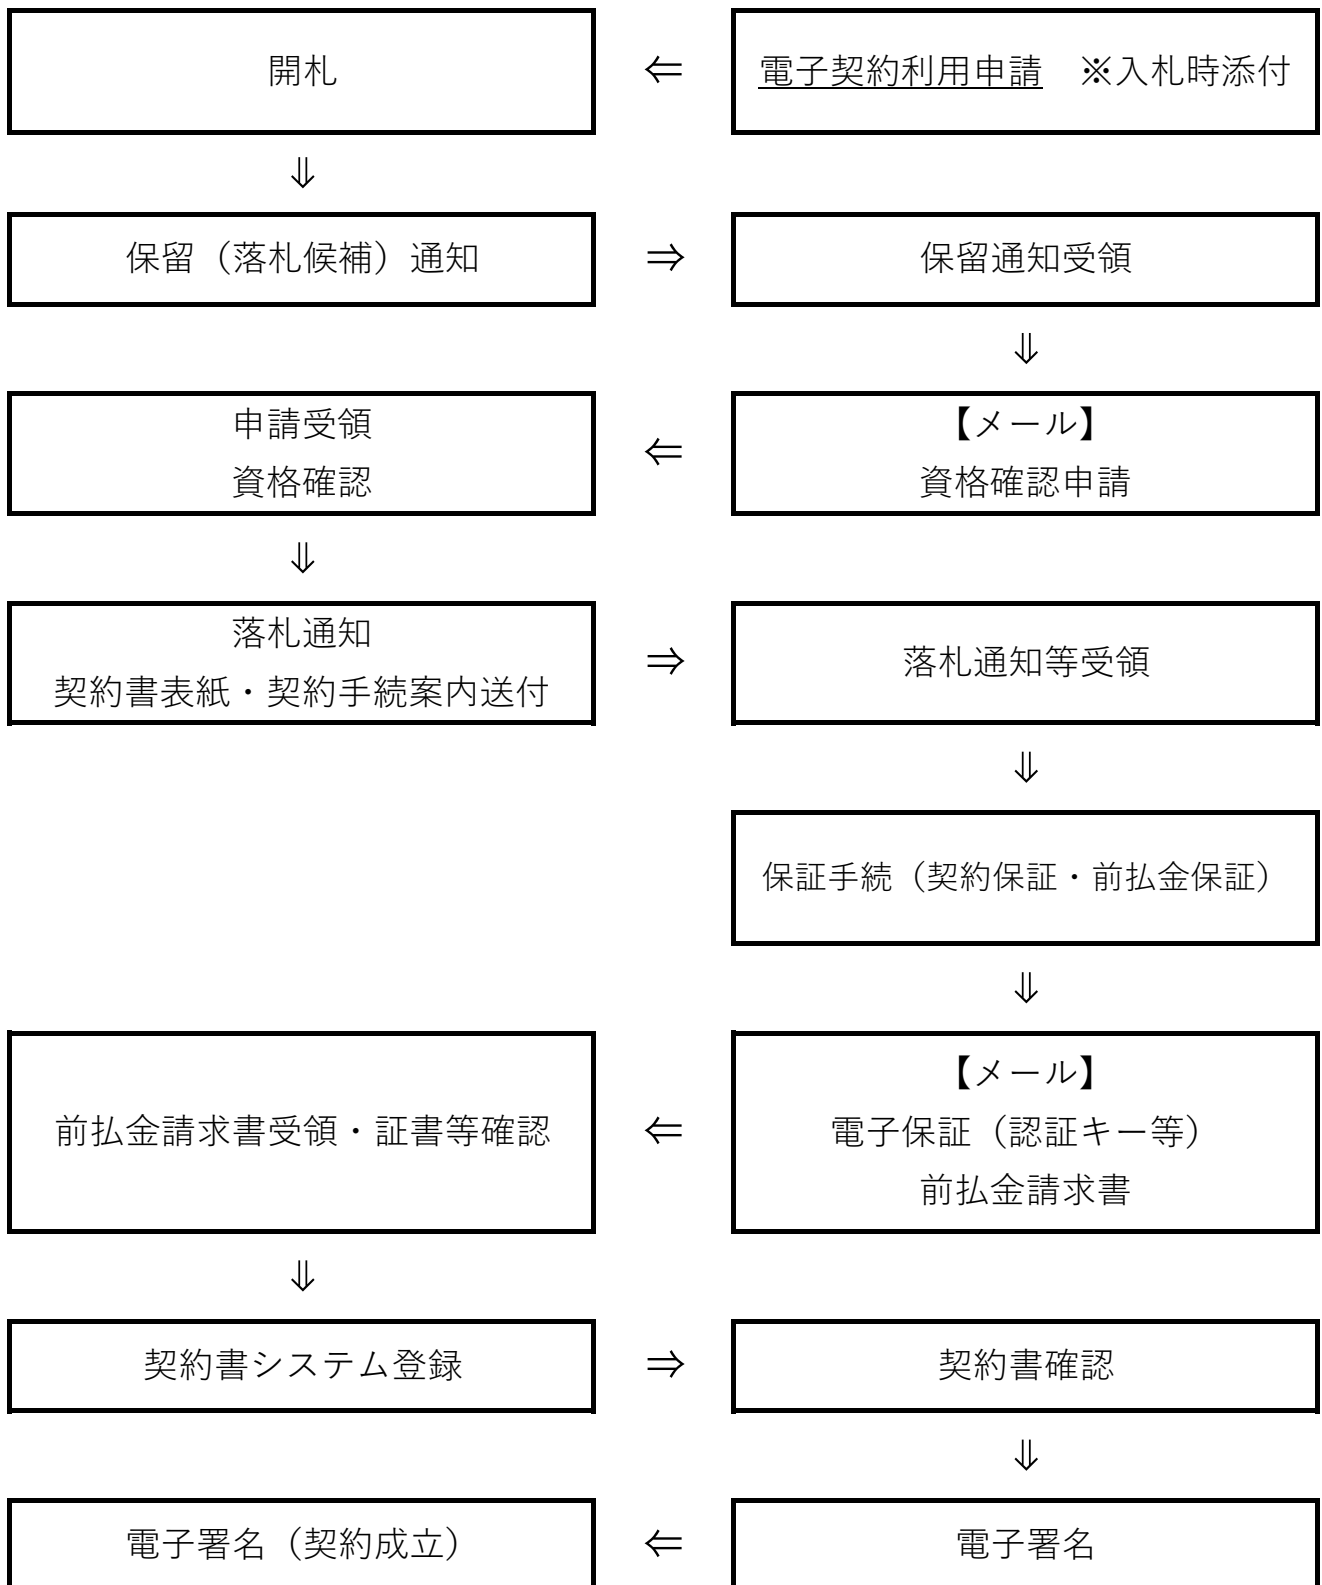 開札
⇐
電子契約利用申請　※入札時添付
⇓
保留（落札候補）通知
⇒
保留通知受領
⇓
申請受領
資格確認
⇐
【メール】
資格確認申請
⇓
落札通知
契約書表紙・契約手続案内送付
⇒
落札通知等受領
⇓
保証手続（契約保証・前払金保証）
⇓
前払金請求書受領・証書等確認
⇐
【メール】
電子保証（認証キー等）
前払金請求書
⇓
契約書システム登録
⇒
契約書確認
⇓
電子署名（契約成立）
⇐
電子署名